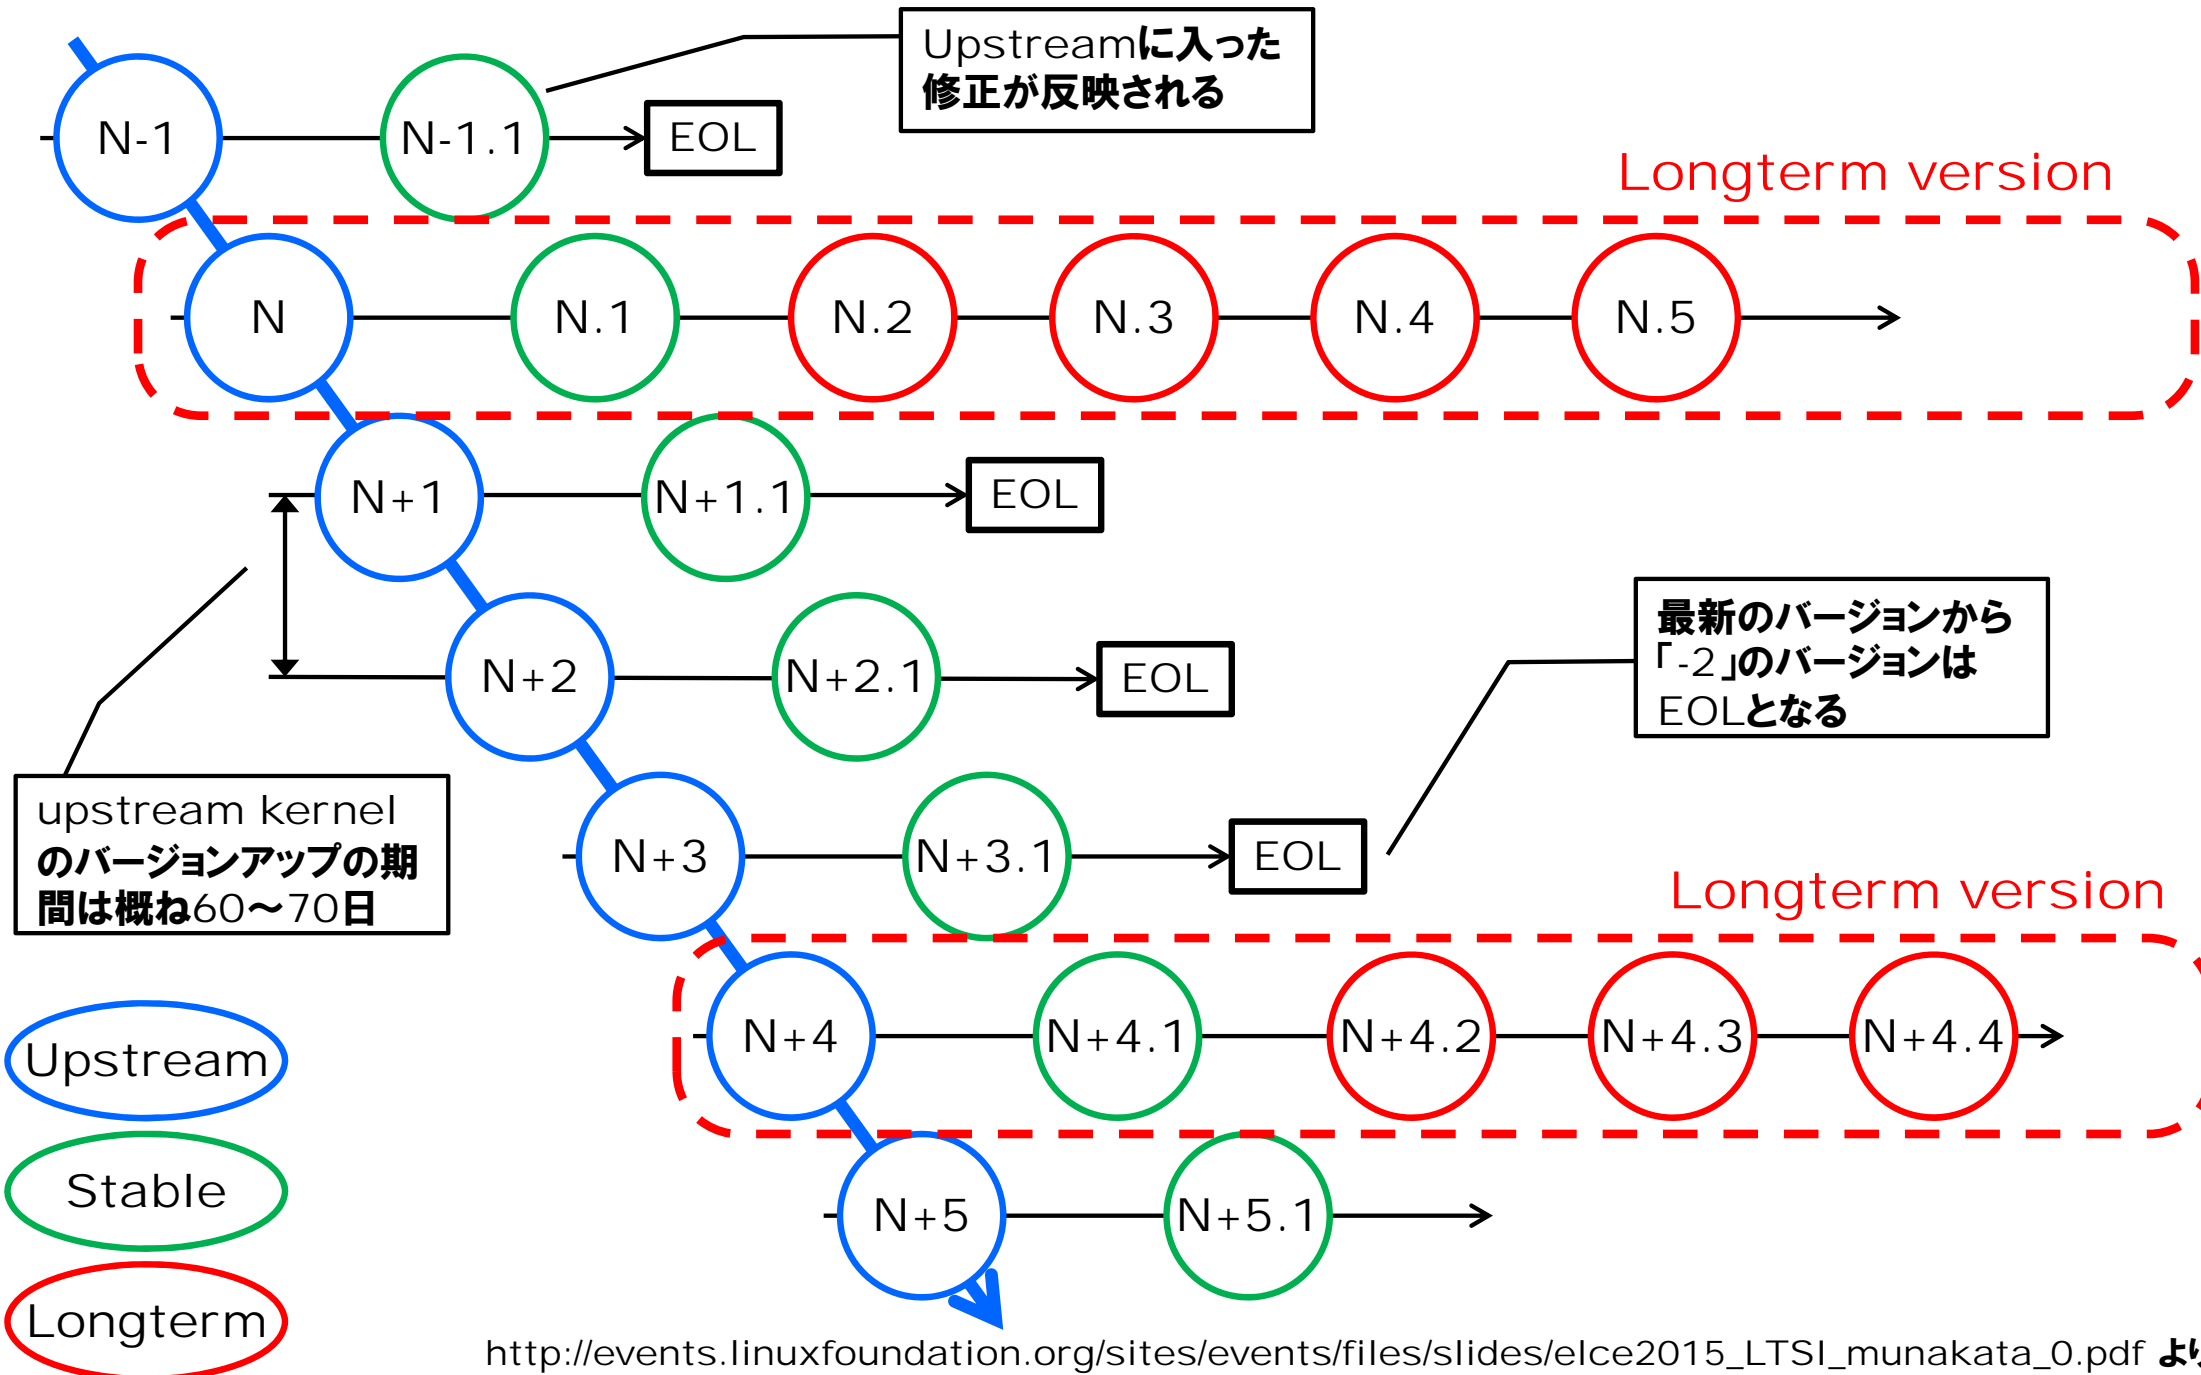 Upstreamに入った
修正が反映される
N-1
N-1.1
EOL
Longterm version
N
N.1
N.2
N.3
N.4
N.5
N+1
N+1.1
EOL
N+2
N+2.1
EOL
最新のバージョンから
「-2」のバージョンは
EOLとなる
upstream kernel
のバージョンアップの期
間は概ね60〜70日
N+3
N+3.1
EOL
Longterm version
N+4
N+4.1
N+4.2
N+4.3
N+4.4
Upstream
Stable
N+5
N+5.1
Longterm
http://events.linuxfoundation.org/sites/events/files/slides/elce2015_LTSI_munakata_0.pdf より